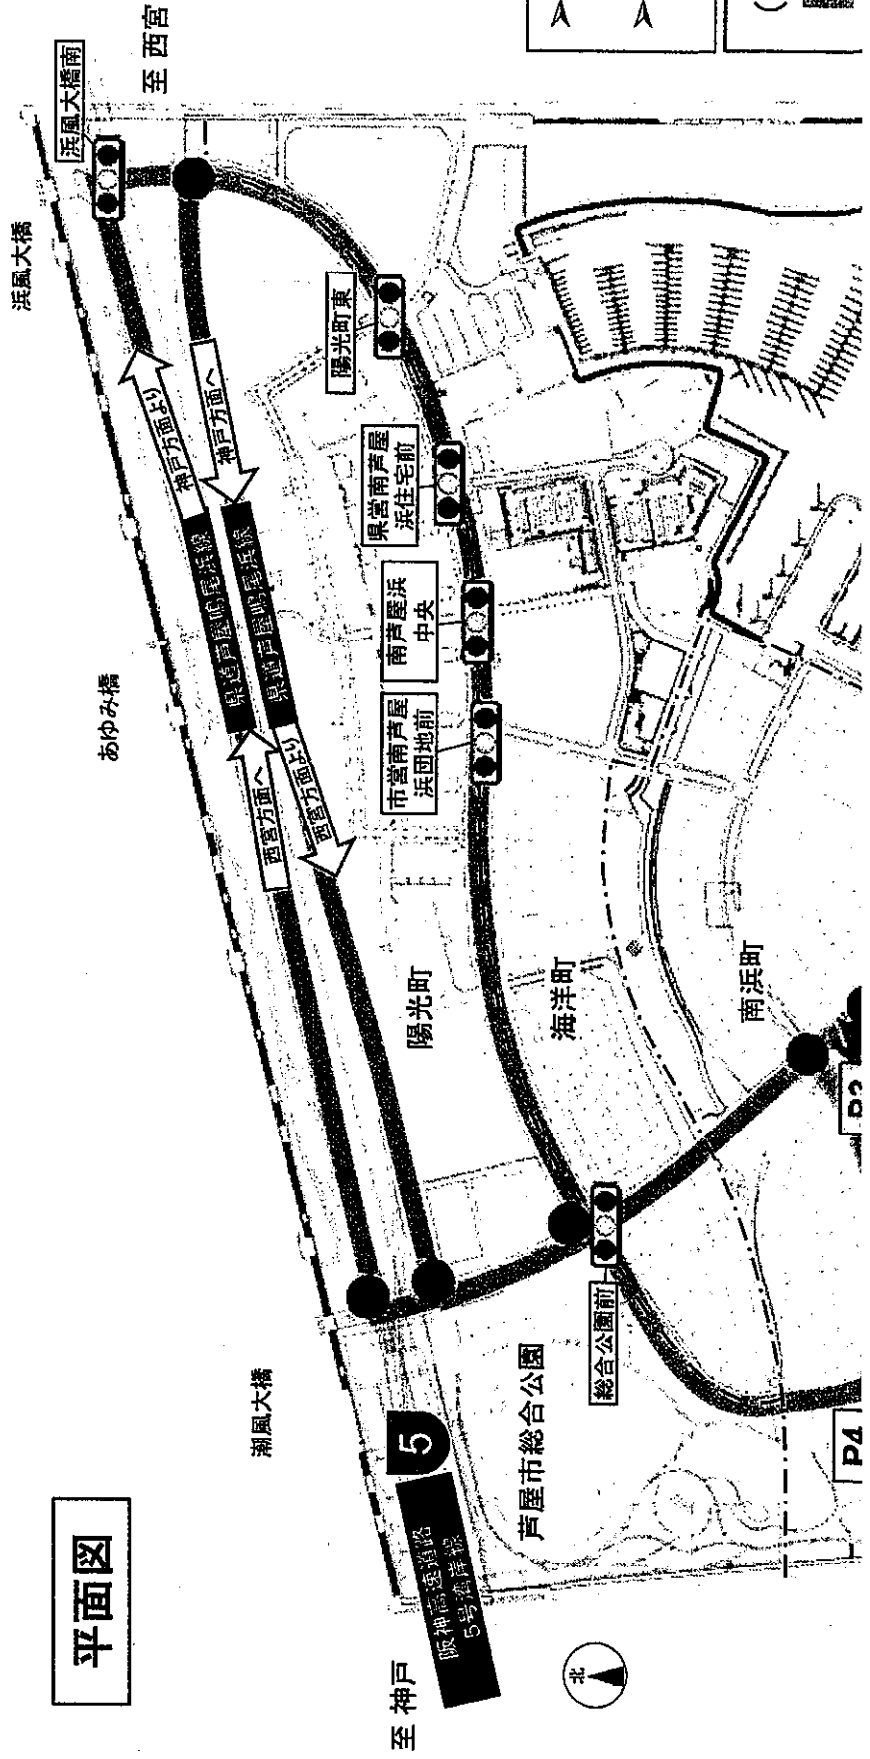 平面図
潮風大橋
あゆみ橋
浜風大橋
浜風大橋南
至 西宮
至 神戸
阪神高速道路
5号湾岸線
5
西宮方面へ
西宮方面より
県道芦屋鳴尾浜線
県道芦屋鳴尾浜線
神戸方面より
神戸方面へ
陽光町
市営南芦屋
浜団地前
南芦屋浜
中央
県営南芦屋
浜住宅前
陽光町東
芦屋市総合公園
総合公園前
海洋町
南浜町
P4
北